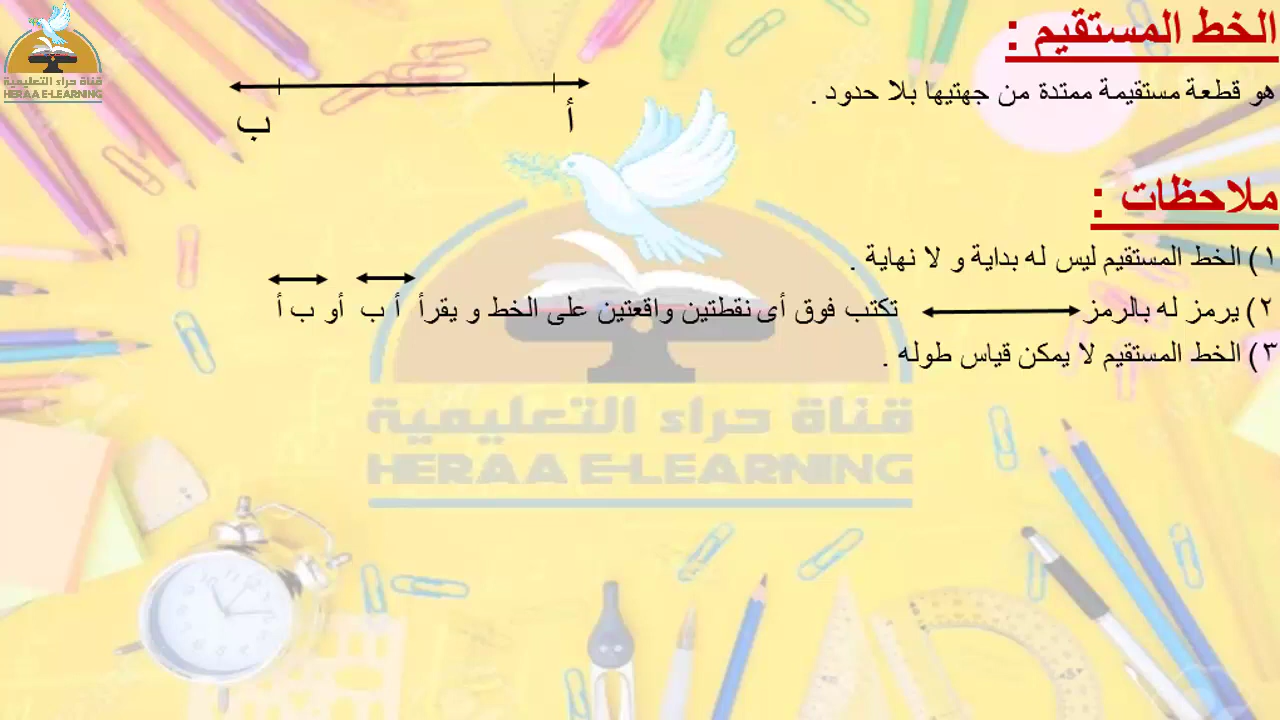 الخط المستقيم :
هو قطعة مستقيمة ممتدة من جهتيها بلا حدود .
أ
ب
ملاحظات :
١) الخط المستقيم ليس له بداية و لا نهاية .
٢) يرمز له بالرمز تكتب فوق أى نقطتين واقعتين على الخط و يقرأ أ ب أو ب أ
٣) الخط المستقيم لا يمكن قياس طوله .
قناة حراء التعليمية
HERAA E-LEARNING
قناة حراء التعليمية
HERAA E-LEARNING